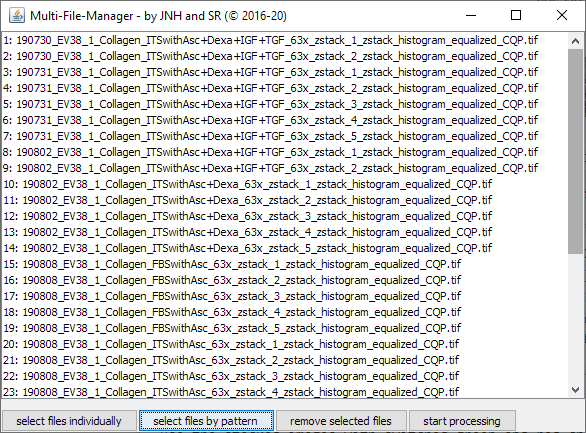 Multi-File-Manager - by JNH and SR (© 2016-20)
1: 190730_EV38_1_Collagen_ITSwithAsc+Dexa+IGF+TGF_63x_zstack_1_zstack_histogram_equalized_CQP.tif
2: 190730_EV38_1_Collagen_ITSwithAsc+Dexa+IGF+TGF_63x_zstack_2_zstack_histogram_equalized_CQP.tif
3: 190731_EV38_1_Collagen_ITSwithAsc+Dexa+IGF+TGF_63x_zstack_1_zstack_histogram_equalized_CQP.tif
4: 190731_EV38_1_Collagen_ITSwithAsc+Dexa+IGF+TGF_63x_zstack_2_zstack_histogram_equalized_CQP.tif
5: 190731_EV38_1_Collagen_ITSwithAsc+Dexa+IGF+TGF_63x_zstack_3_zstack_histogram_equalized_CQP.tif
6: 190731_EV38_1_Collagen_ITSwithAsc+Dexa+IGF+TGF_63x_zstack_4_zstack_histogram_equalized_CQP.tif
7: 190731_EV38_1_Collagen_ITSwithAsc+Dexa+IGF+TGF_63x_zstack_5_zstack_histogram_equalized_CQP.tif
8: 190802_EV38_1_Collagen_ITSwithAsc+Dexa+IGF+TGF_63x_zstack_1_zstack_histogram_equalized_CQP.tif
9: 190802_EV38_1_Collagen_ITSwithAsc+Dexa+IGF+TGF_63x_zstack_2_zstack_histogram_equalized_CQP.tif
10: 190802_EV38_1_Collagen_ITSwithAsc+Dexa_63x_zstack_1_zstack_histogram_equalized_CQP.tif
11: 190802_EV38_1_Collagen_ITSwithAsc+Dexa_63x_zstack_2_zstack_histogram_equalized_CQP.tif
12: 190802_EV38_1_Collagen_ITSwithAsc+Dexa_63x_zstack_3_zstack_histogram_equalized_CQP.tif
13: 190802_EV38_1_Collagen_ITSwithAsc+Dexa_63x_zstack_4_zstack_histogram_equalized_CQP.tif
14: 190802_EV38_1_Collagen_ITSwithAsc+Dexa_63x_zstack_5_zstack_histogram_equalized_CQP.tif
15: 190808_EV38_1_Collagen_FBSwithAsc_63x_zstack_1_zstack_histogram_equalized_CQP.tif
16: 190808_EV38_1_Collagen_FBSwithAsc_63x_zstack_2_zstack_histogram_equalized_CQP.tif
17: 190808_EV38_1_Collagen_FBSwithAsc_63x_zstack_3_zstack_histogram_equalized_CQP.tif
18: 190808_EV38_1_Collagen_FBSwithAsc_63x_zstack_4_zstack_histogram_equalized_CQP.tif
19: 190808_EV38_1_Collagen_FBSwithAsc_63x_zstack_5_zstack_histogram_equalized_CQP.tif
20: 190808_EV38_1_Collagen_ITSwithAsc_63x_zstack_1_zstack_histogram_equalized_CQP.tif
21: 190808_EV38_1_Collagen_ITSwithAsc_63x_zstack_2_zstack_histogram_equalized_CQP.tif
22: 190808_EV38_1_Collagen_ITSwithAsc_63x_zstack_3_zstack_histogram_equalized_CQP.tif
23: 190808_EV38_1_Collagen_ITSwithAsc_63x_zstack_4_zstack_histogram_equalized_CQP.tif
select files individually select files by pattern remove selected files start processing